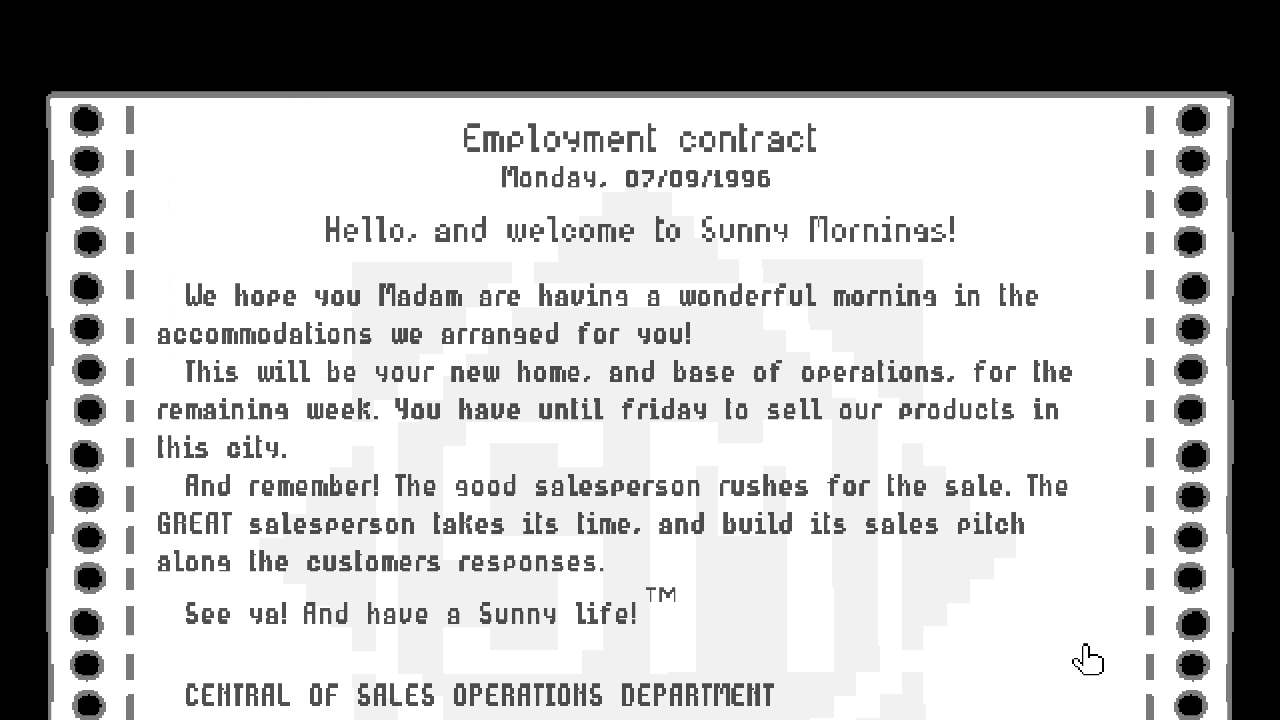 Employment contract
Monday, 07/09/1996
Hello, and welcome to Sunny Mornings!
We hope you Madam are having a wonderful morning in the
accommodations we arranged for you!
This will be your new home, and base of operations, for the
remaining week. You have until friday to sell our products in
this city.
And remember! The good salesperson rushes for the sale. The
GREAT salesperson takes its time, and build its sales pitch
along the customers responses.
See ya! And have a Sunny life!™
CENTRAL OF SALES OPERATIONS DEPARTMENT